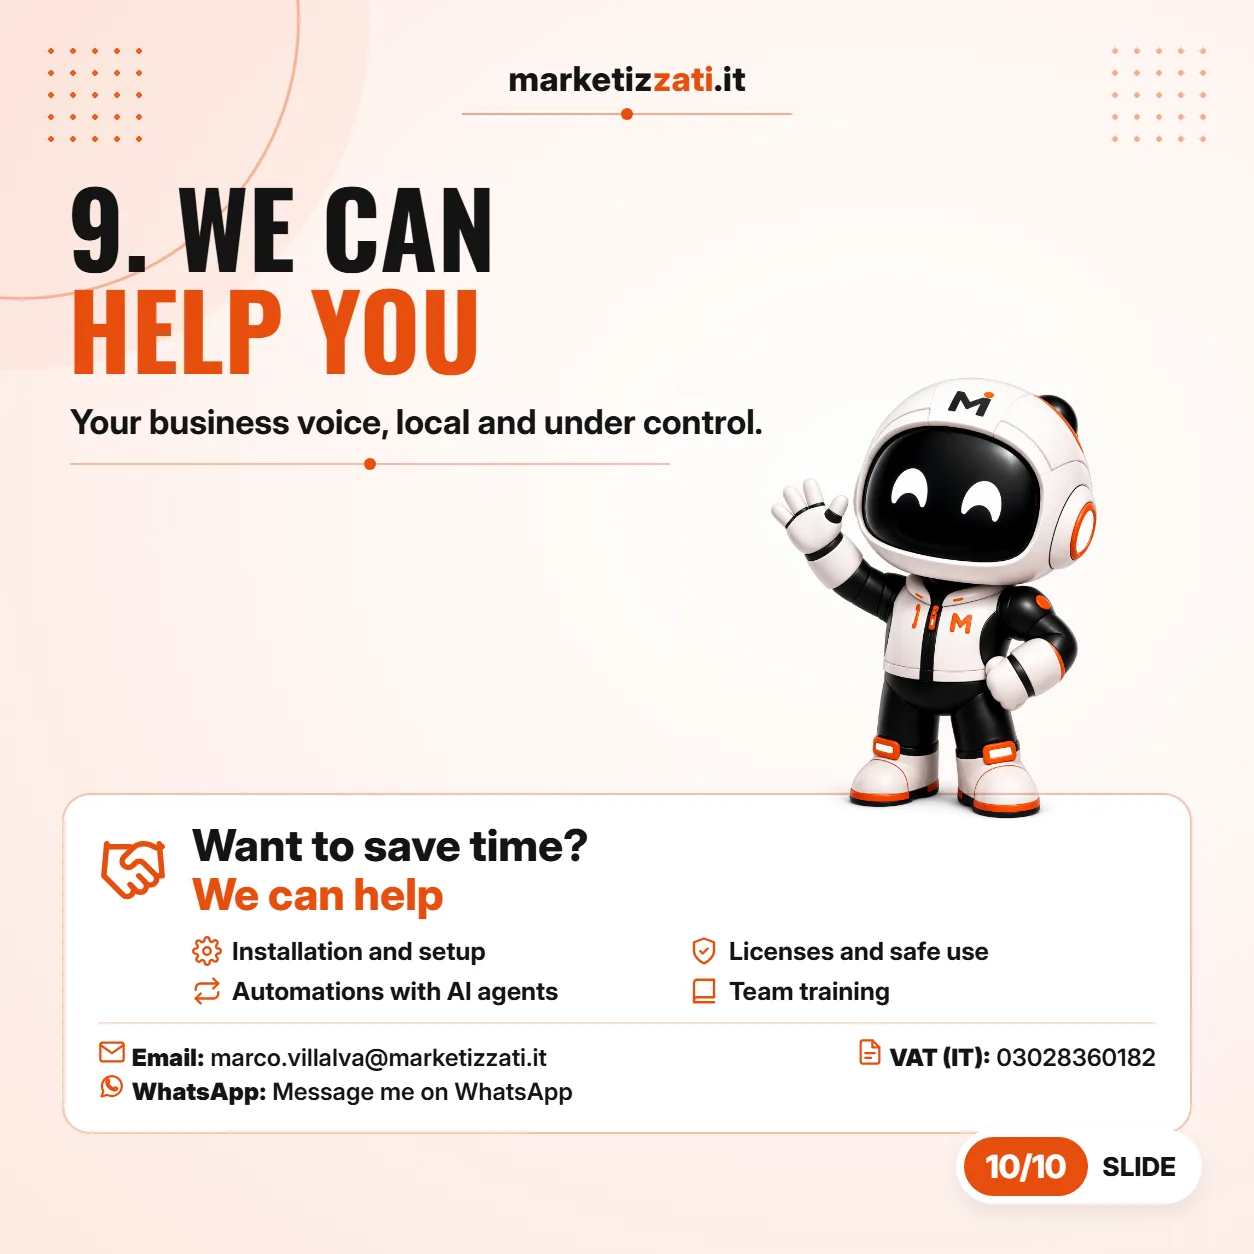 marketizzati.it
9. WE CAN
HELP YOU
Your business voice, local and under control.
M
M
Want to save time?
We can help
Installation and setup
Licenses and safe use
Automations with AI agents
Team training
Email: marco.villalva@marketizzati.it
VAT (IT): 03028360182
WhatsApp: Message me on WhatsApp
10/10 SLIDE